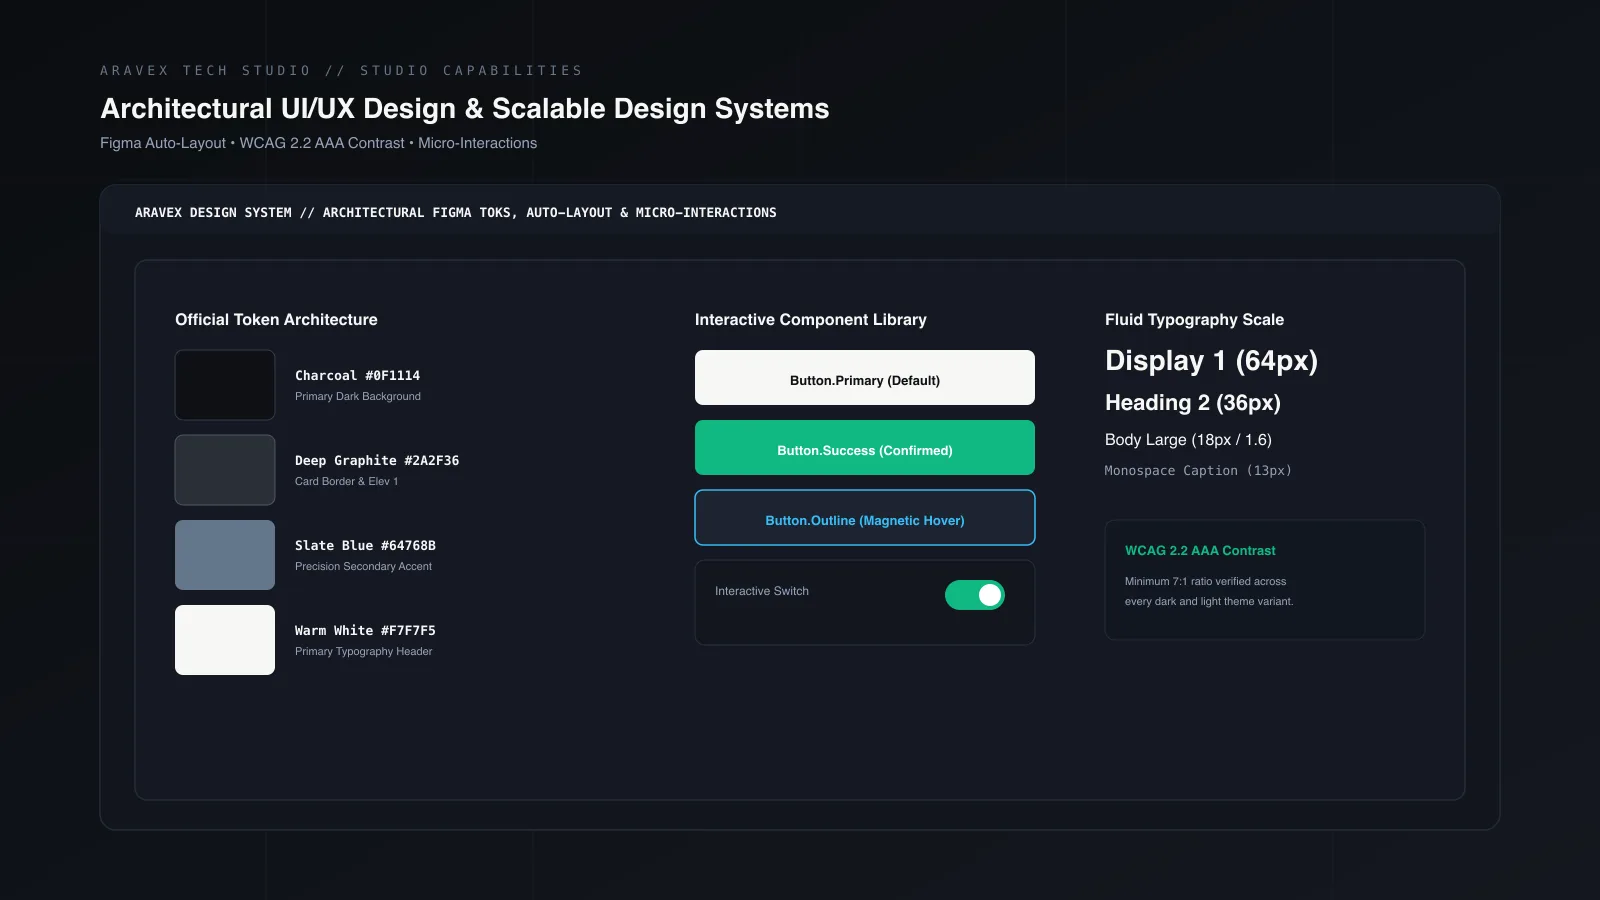 ARAVEX TECH STUDIO // STUDIO CAPABILITIES
Architectural UI/UX Design & Scalable Design Systems
Figma Auto-Layout • WCAG 2.2 AAA Contrast • Micro-Interactions
ARAVEX DESIGN SYSTEM // ARCHITECTURAL FIGMA TOKS, AUTO-LAYOUT & MICRO-INTERACTIONS
Official Token Architecture
Charcoal #0F1114
Primary Dark Background
Deep Graphite #2A2F36
Card Border & Elev 1
Slate Blue #64768B
Precision Secondary Accent
Warm White #F7F7F5
Primary Typography Header
Interactive Component Library
Button.Primary (Default)
Button.Success (Confirmed)
Button.Outline (Magnetic Hover)
Interactive Switch
Fluid Typography Scale
Display 1 (64px)
Heading 2 (36px)
Body Large (18px / 1.6)
Monospace Caption (13px)
WCAG 2.2 AAA Contrast
Minimum 7:1 ratio verified across
every dark and light theme variant.